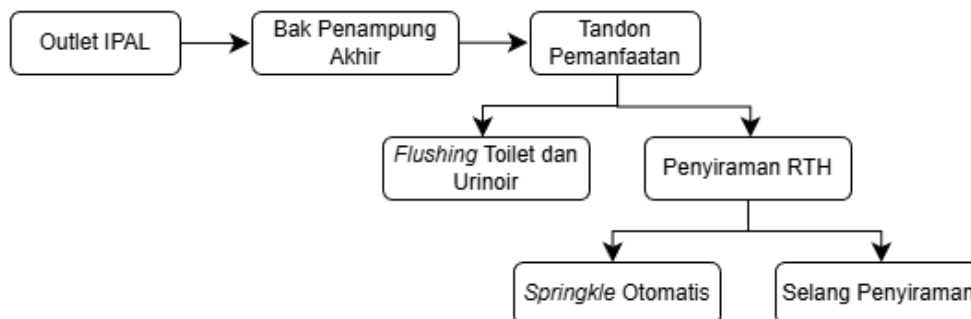 Outlet IPAL
Bak Penampung
Akhir
Tandon
Pemanfaatan
Flushing Toilet dan
Urinoir
Penyiraman RTH
Springkle Otomatis
Selang Penyiraman